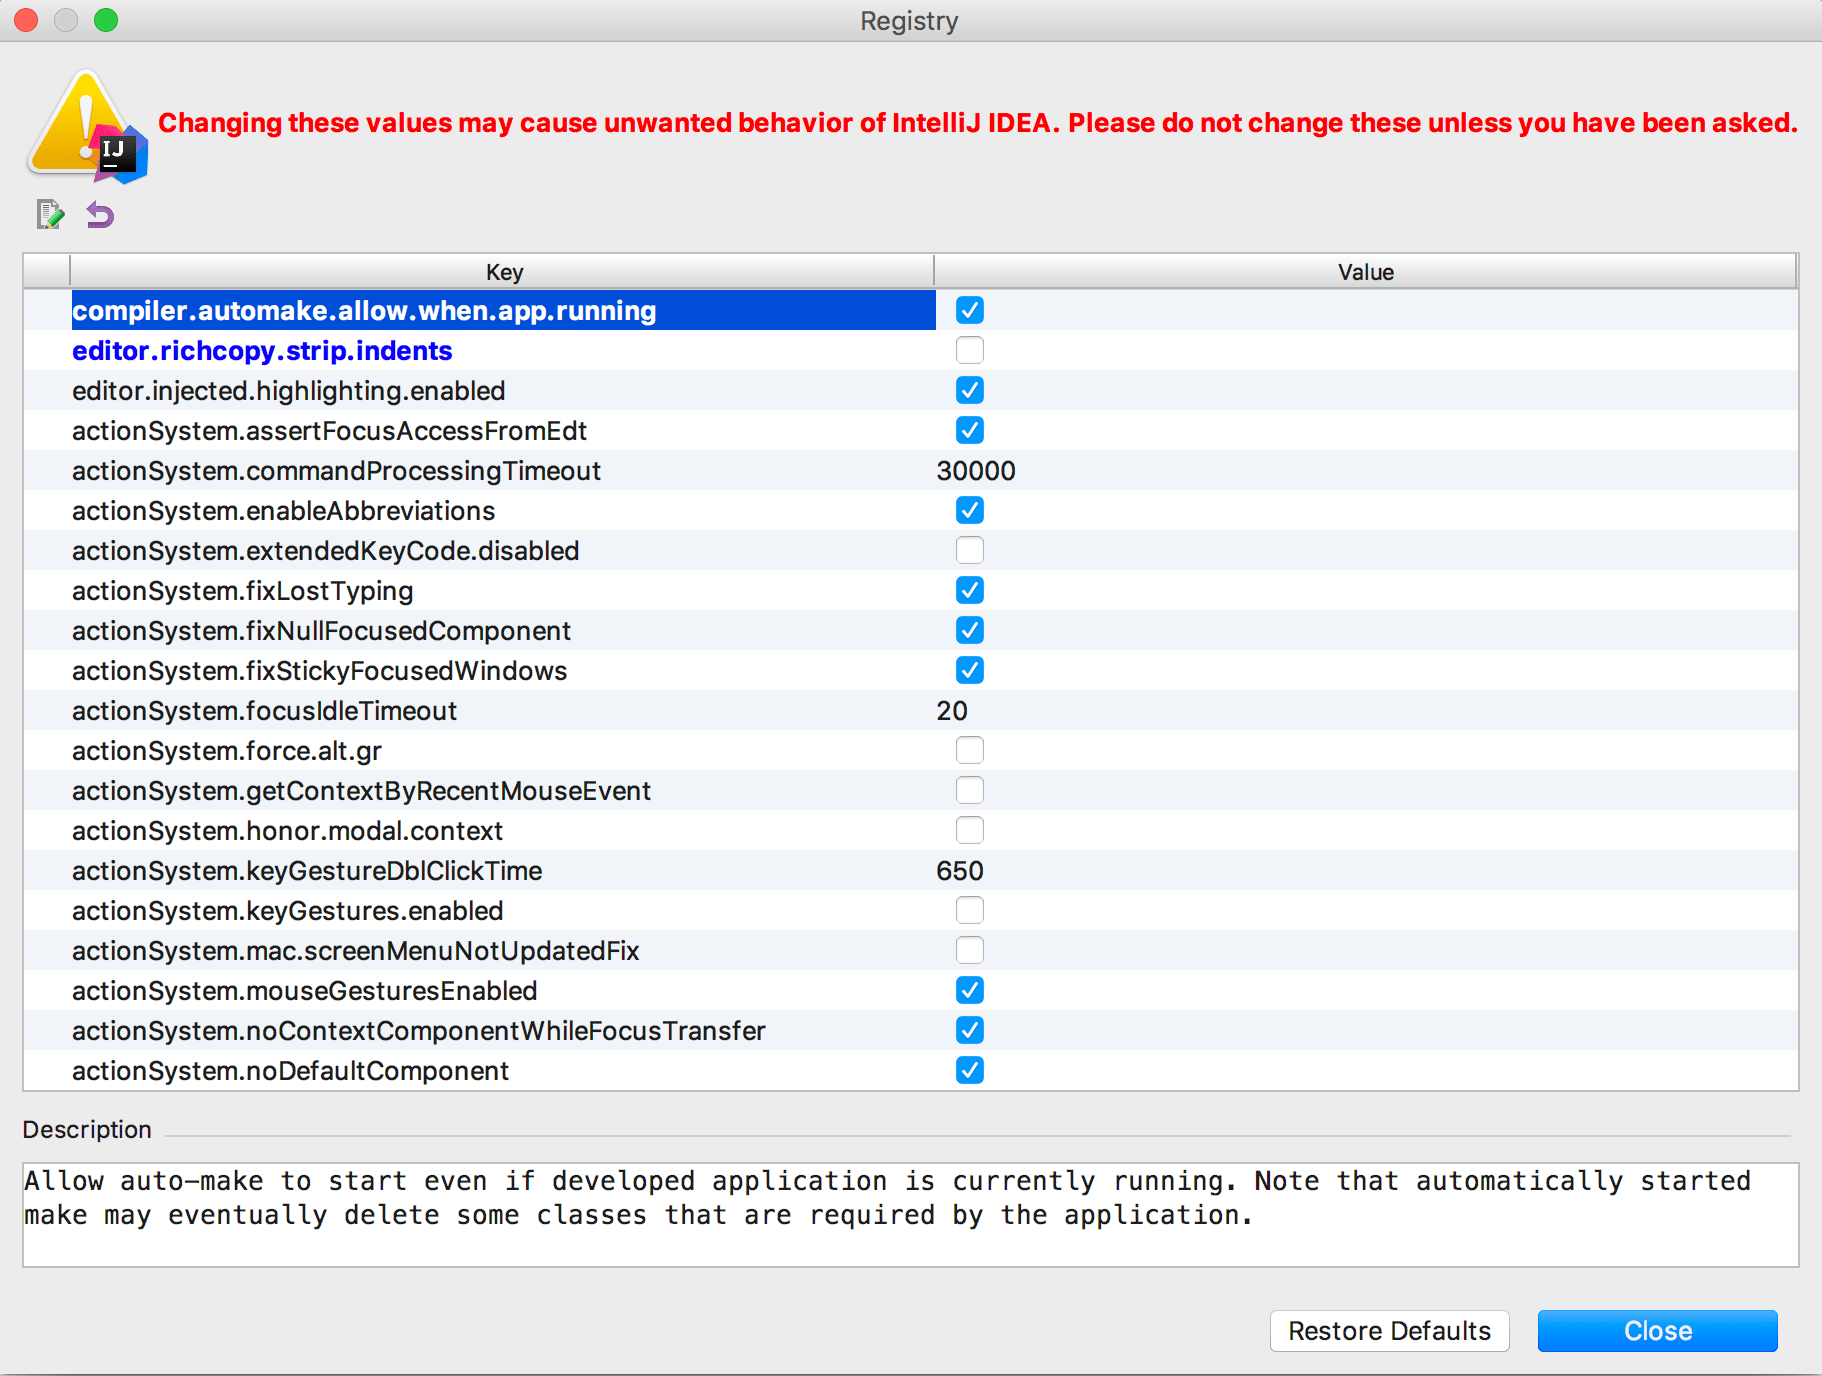 Registry
Changing these values may cause unwanted behavior of IntelliJ IDEA. Please do not change these unless you have been asked.
IJ
Key Value
compiler.automake.allow.when.app.running
editor.richcopy.strip.indents
editor.injected.highlighting.enabled
actionSystem.assertFocusAccessFromEdt
actionSystem.commandProcessingTimeout 30000
actionSystem.enableAbbreviations
actionSystem.extendedKeyCode.disabled
actionSystem.fixLostTyping
actionSystem.fixNullFocusedComponent
actionSystem.fixStickyFocusedWindows
actionSystem.focusIdleTimeout 20
actionSystem.force.alt.gr
actionSystem.getContextByRecentMouseEvent
actionSystem.honor.modal.context
actionSystem.keyGestureDblClickTime 650
actionSystem.keyGestures.enabled
actionSystem.mac.screenMenuNotUpdatedFix
actionSystem.mouseGesturesEnabled
actionSystem.noContextComponentWhileFocusTransfer
actionSystem.noDefaultComponent
Description
Allow auto-make to start even if developed application is currently running. Note that automatically started
make may eventually delete some classes that are required by the application.
Restore Defaults Close